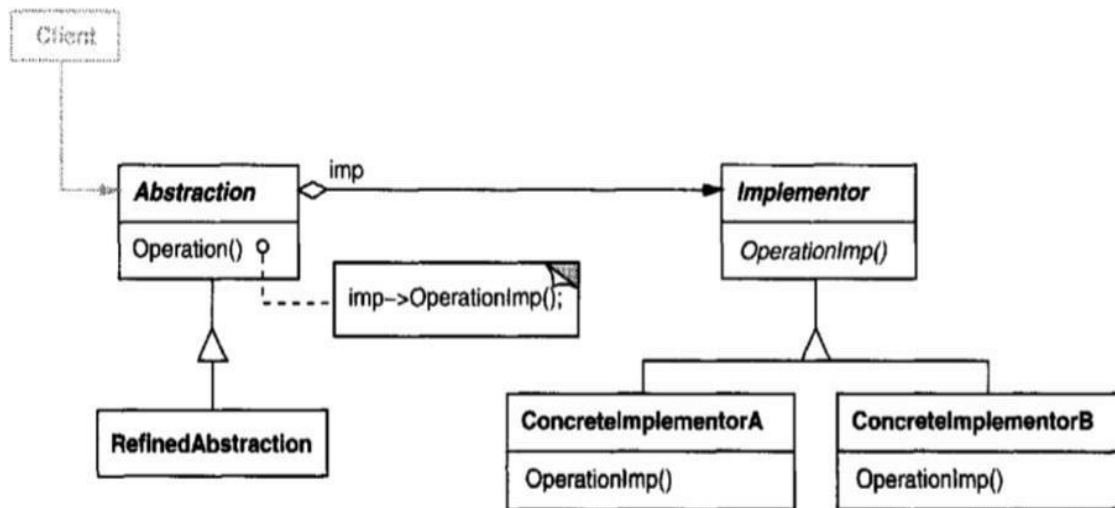 Client
imp
Abstraction
Implementor
Operation()
OperationImp()
imp->OperationImp();
RefinedAbstraction
ConcreteImplementorA
ConcreteImplementorB
OperationImp()
OperationImp()